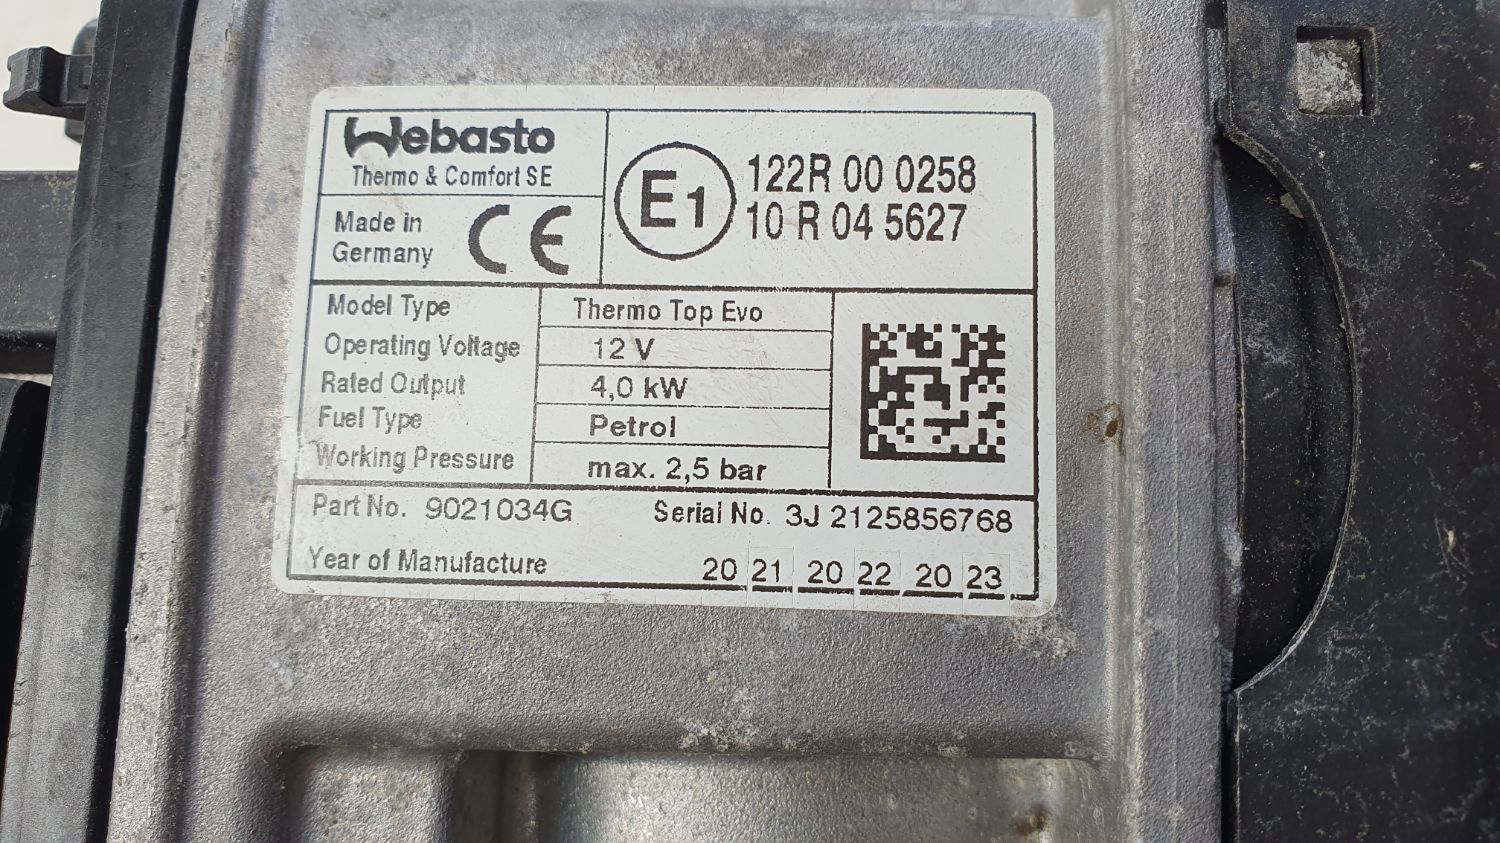 Webasto
Thermo & Comfort SE
Made in
Germany
CE
E1
122R 00 0258
10 R 04 5627
Model Type Thermo Top Evo
Operating Voltage 12 V
Rated Output 4,0 kW
Fuel Type Petrol
Working Pressure max. 2,5 bar
Part No. 9021034G Serial No. 3J 2125856768
Year of Manufacture 20 21 20 22 20 23